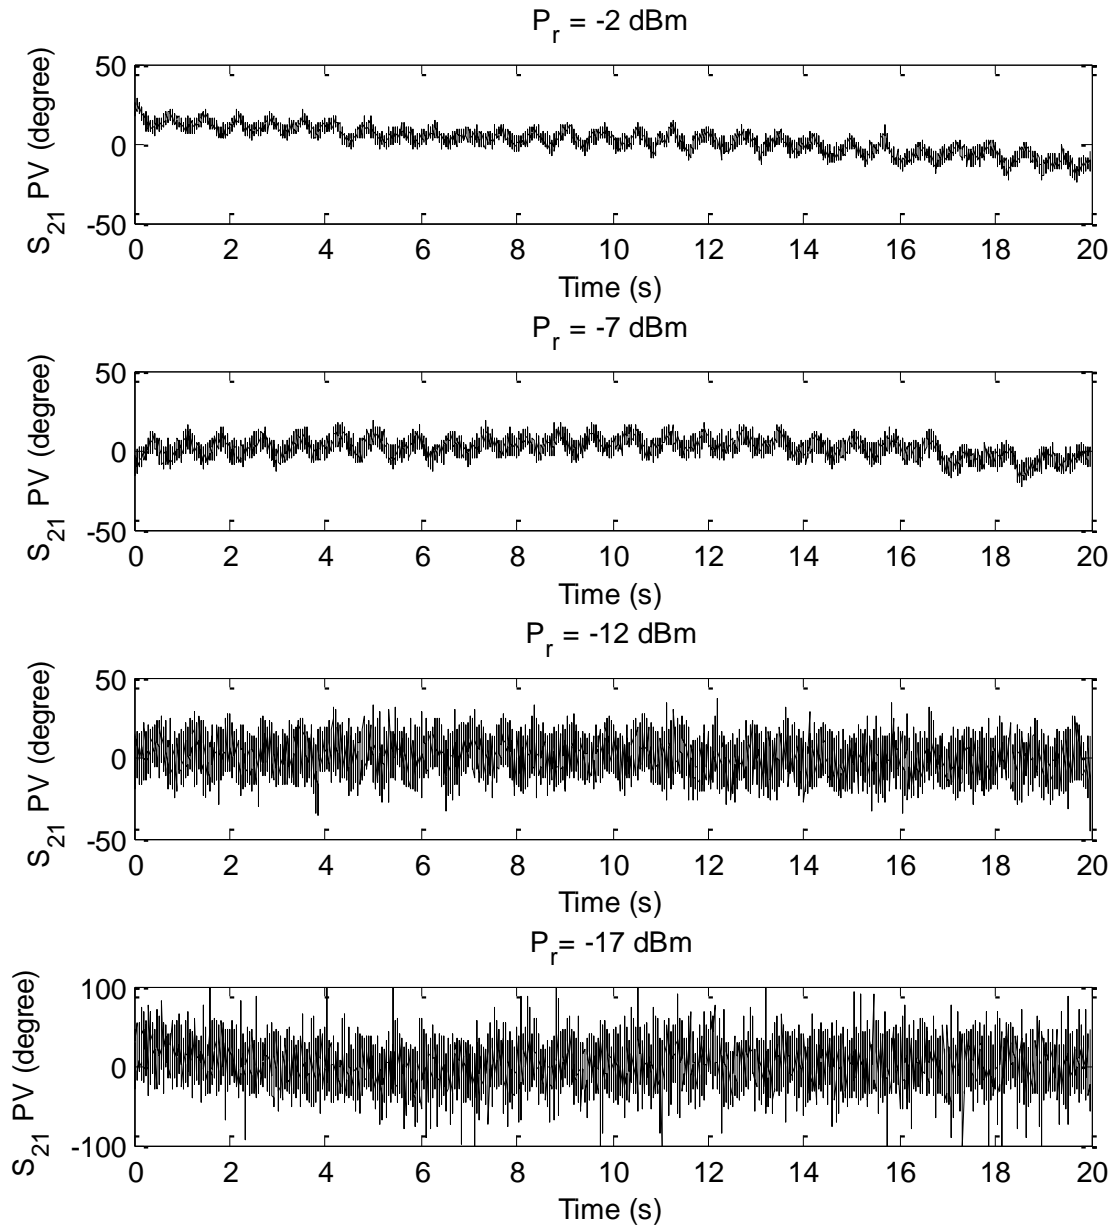 P_r = -2 dBm
50
0
-50
S_21 PV (degree)
0 2 4 6 8 10 12 14 16 18 20
Time (s)
P_r = -7 dBm
50
0
-50
S_21 PV (degree)
0 2 4 6 8 10 12 14 16 18 20
Time (s)
P_r = -12 dBm
50
0
-50
S_21 PV (degree)
0 2 4 6 8 10 12 14 16 18 20
Time (s)
P_r= -17 dBm
100
0
-100
S_21 PV (degree)
0 2 4 6 8 10 12 14 16 18 20
Time (s)